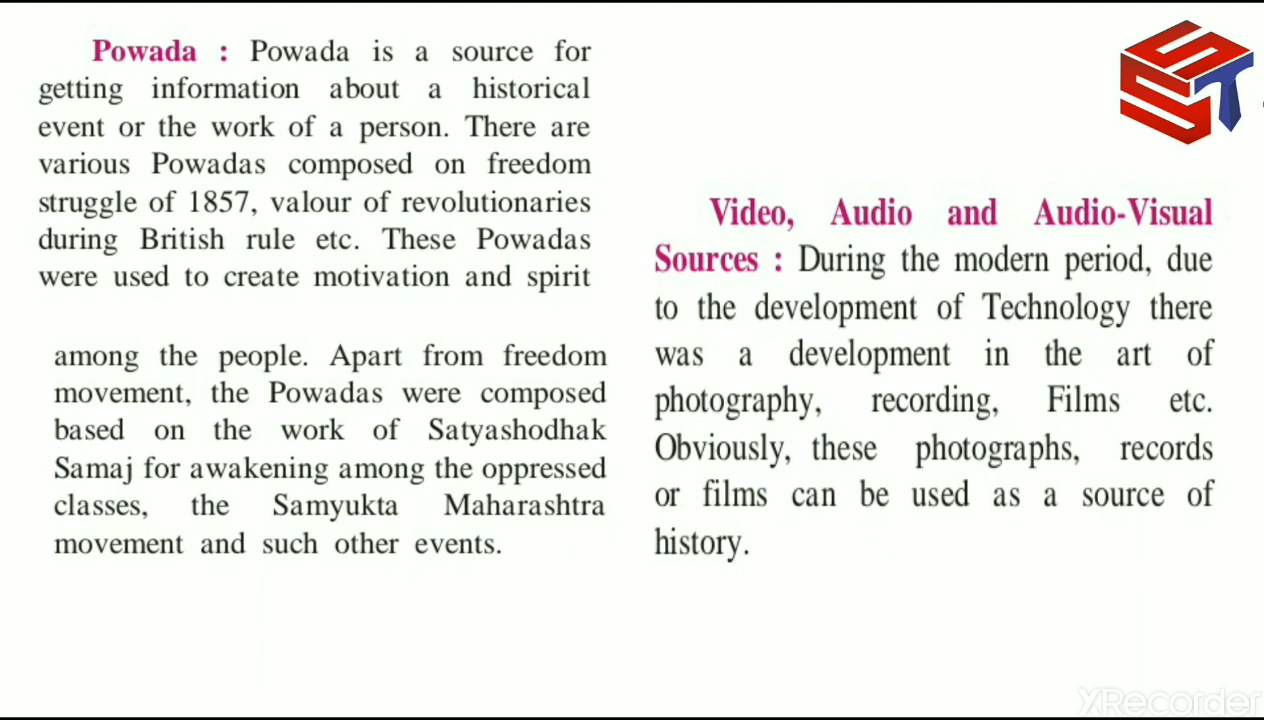 Powada : Powada is a source for
getting information about a historical
event or the work of a person. There are
various Powadas composed on freedom
struggle of 1857, valour of revolutionaries
during British rule etc. These Powadas
were used to create motivation and spirit
among the people. Apart from freedom
movement, the Powadas were composed
based on the work of Satyashodhak
Samaj for awakening among the oppressed
classes, the Samyukta Maharashtra
movement and such other events.
Video, Audio and Audio-Visual
Sources : During the modern period, due
to the development of Technology there
was a development in the art of
photography, recording, Films etc.
Obviously, these photographs, records
or films can be used as a source of
history.
SST
XRecorder